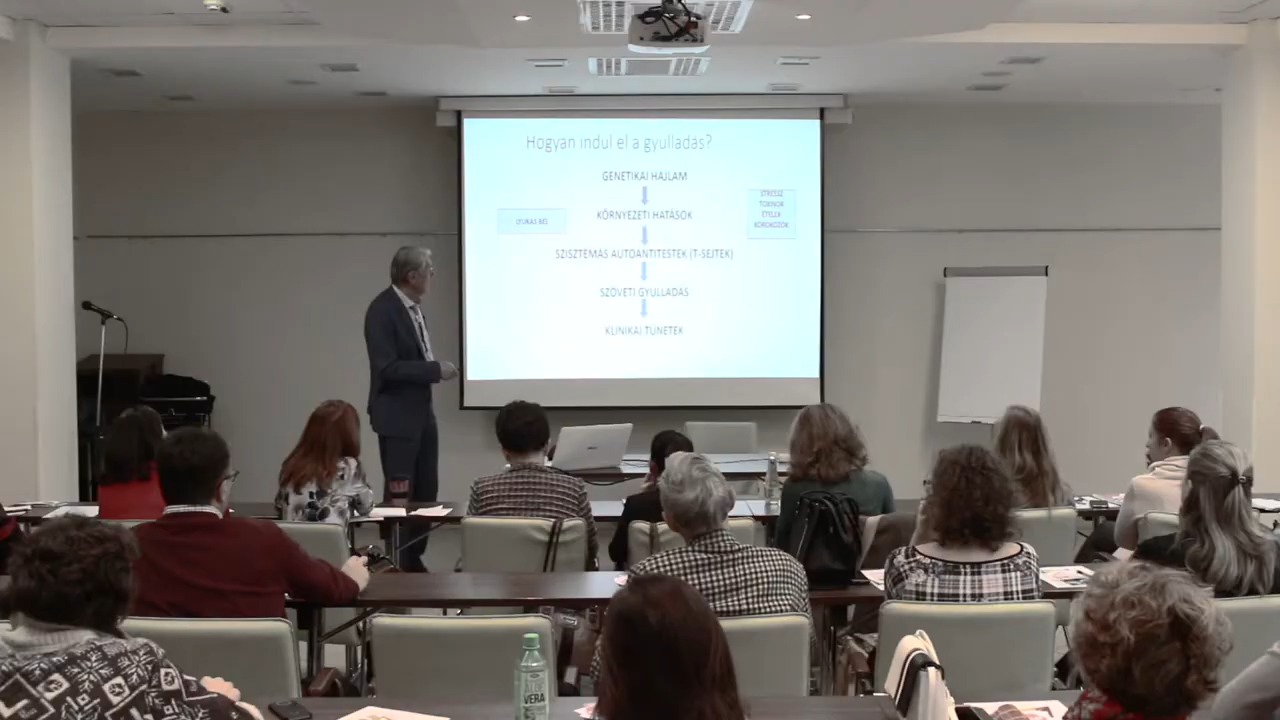 Hogyan indul el a gyulladás?
GENETIKAI HAJLAM
KÖRNYEZETI HATÁSOK
LYUKAS BÉL
STRESSZ
TOXINOK
ÉTELEK
KÓROKOZÓK
SZISZTÉMÁS AUTOANTITESTEK (T-SEJTEK)
SZÖVETI GYULLADÁS
KLINIKAI TÜNETEK
ALOE
VERA